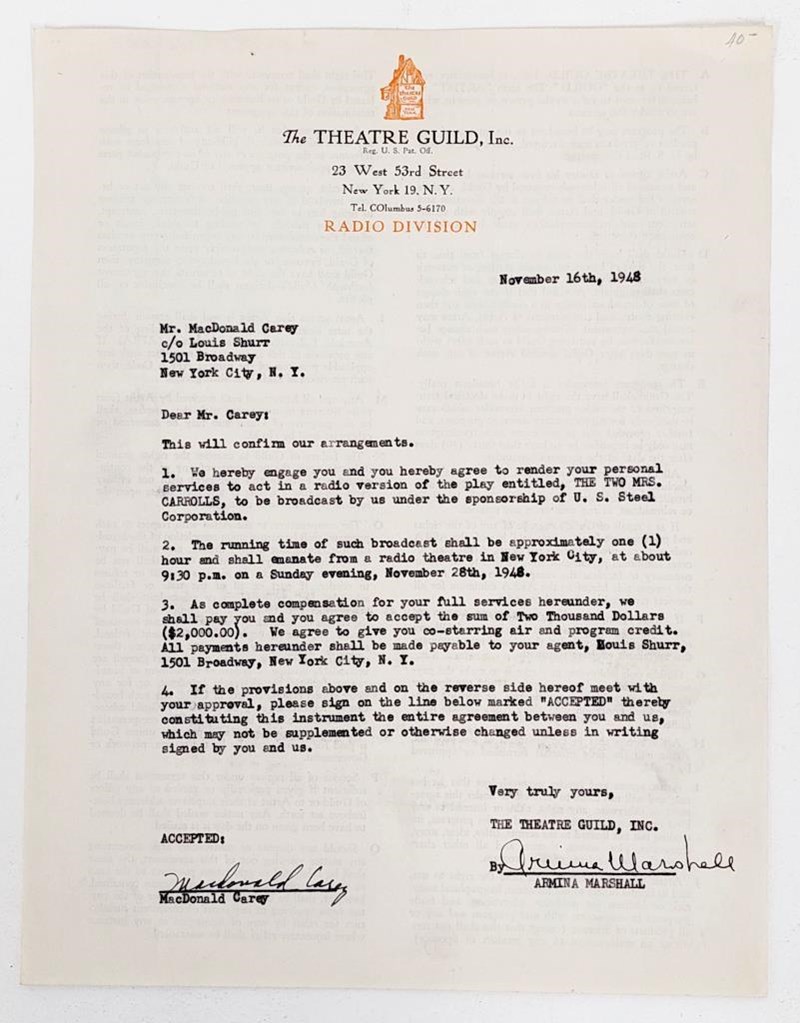 40-
The
Theatre
Guild
The THEATRE GUILD, Inc.
Reg. U. S. Pat. Off.
23 West 53rd Street
New York 19, N. Y.
Tel. COlumbus 5-6170
RADIO DIVISION
November 16th, 1948
Mr. MacDonald Carey
c/o Louis Shurr
1501 Broadway
New York City, N. Y.
Dear Mr. Carey:
This will confirm our arrangements.
1. We hereby engage you and you hereby agree to render your personal
services to act in a radio version of the play entitled, THE TWO MRS.
CARROLLS, to be broadcast by us under the sponsorship of U. S. Steel
Corporation.
2. The running time of such broadcast shall be approximately one (1)
hour and shall emanate from a radio theatre in New York City, at about
9:30 p.m. on a Sunday evening, November 28th, 1948.
3. As complete compensation for your full services hereunder, we
shall pay you and you agree to accept the sum of Two Thousand Dollars
($2,000.00). We agree to give you co-starring air and program credit.
All payments hereunder shall be made payable to your agent, Houis Shurr,
1501 Broadway, New York City, N. Y.
4. If the provisions above and on the reverse side hereof meet with
your approval, please sign on the line below marked "ACCEPTED" thereby
constituting this instrument the entire agreement between you and us,
which may not be supplemented or otherwise changed unless in writing
signed by you and us.
Very truly yours,
THE THEATRE GUILD, INC.
By Armina Marshall
ARMINA MARSHALL
ACCEPTED:
Macdonald Carey
MacDonald Carey